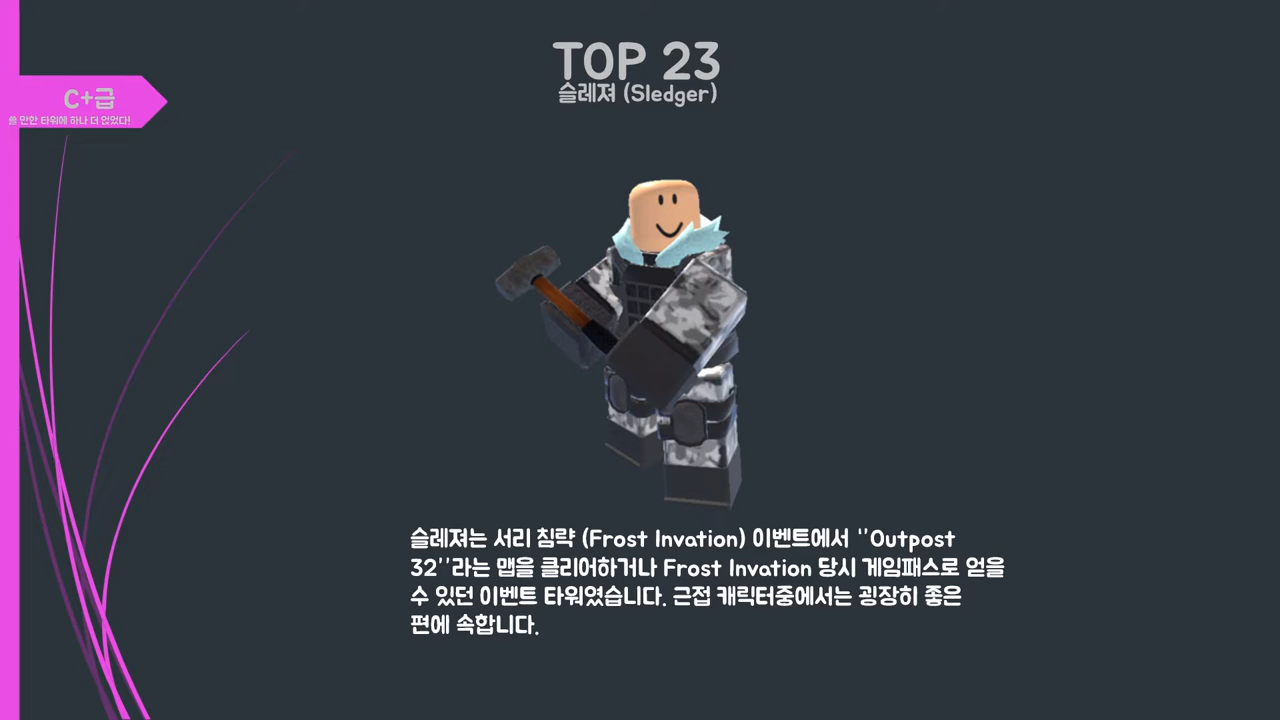 TOP 23
슬레져 (Sledger)
C+급
쓸 만한 타워에 하나 더 얹었다!
슬레져는 서리 침략 (Frost Invation) 이벤트에서 ''Outpost
32''라는 맵을 클리어하거나 Frost Invation 당시 게임패스로 얻을
수 있던 이벤트 타워였습니다. 근접 캐릭터중에서는 굉장히 좋은
편에 속합니다.